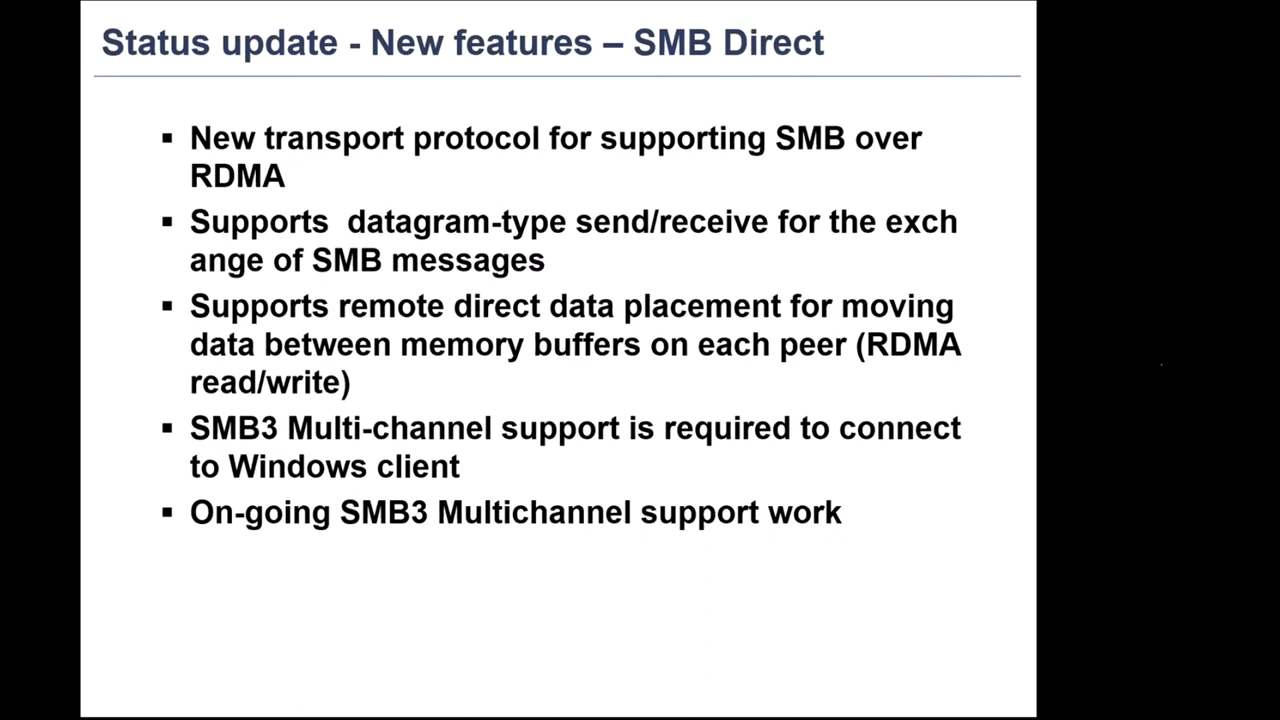 Status update - New features – SMB Direct
▪ New transport protocol for supporting SMB over
RDMA
▪ Supports  datagram-type send/receive for the exch
ange of SMB messages
▪ Supports remote direct data placement for moving
data between memory buffers on each peer (RDMA
read/write)
▪ SMB3 Multi-channel support is required to connect
to Windows client
▪ On-going SMB3 Multichannel support work